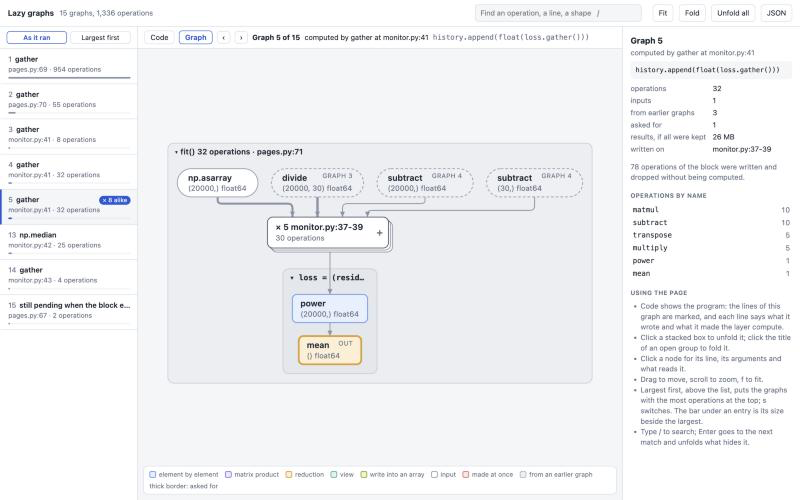 Lazy graphs 15 graphs, 1,336 operations
Find an operation, a line, a shape /
Fit Fold Unfold all JSON
As it ran Largest first
1 gather
pages.py:69 · 954 operations
2 gather
pages.py:70 · 55 operations
3 gather
monitor.py:41 · 8 operations
4 gather
monitor.py:41 · 32 operations
5 gather × 8 alike
monitor.py:41 · 32 operations
13 np.median
monitor.py:42 · 25 operations
14 gather
monitor.py:43 · 4 operations
15 still pending when the block e…
pages.py:67 · 2 operations
Code Graph ‹ › Graph 5 of 15 computed by gather at monitor.py:41 history.append(float(loss.gather()))
▾ fit() 32 operations · pages.py:71
np.asarray
(20000,) float64
divide GRAPH 3
(20000, 30) float64
subtract GRAPH 4
(20000,) float64
subtract GRAPH 4
(30,) float64
× 5 monitor.py:37-39 +
30 operations
▾ loss = (resid…
power
(20000,) float64
mean OUT
() float64
element by element matrix product reduction view write into an array input made at once from an earlier graph
thick border: asked for
Graph 5
computed by gather at monitor.py:41
history.append(float(loss.gather()))
operations 32
inputs 1
from earlier graphs 3
asked for 1
results, if all were kept 26 MB
written on monitor.py:37-39
78 operations of the block were written and
dropped without being computed.
OPERATIONS BY NAME
matmul 10
subtract 10
transpose 5
multiply 5
power 1
mean 1
USING THE PAGE
• Code shows the program: the lines of this
graph are marked, and each line says what it
wrote and what it made the layer compute.
• Click a stacked box to unfold it; click the title
of an open group to fold it.
• Click a node for its line, its arguments and
what reads it.
• Drag to move, scroll to zoom, f to fit.
• Largest first, above the list, puts the graphs
with the most operations at the top; s
switches. The bar under an entry is its size
beside the largest.
• Type / to search; Enter goes to the next
match and unfolds what hides it.